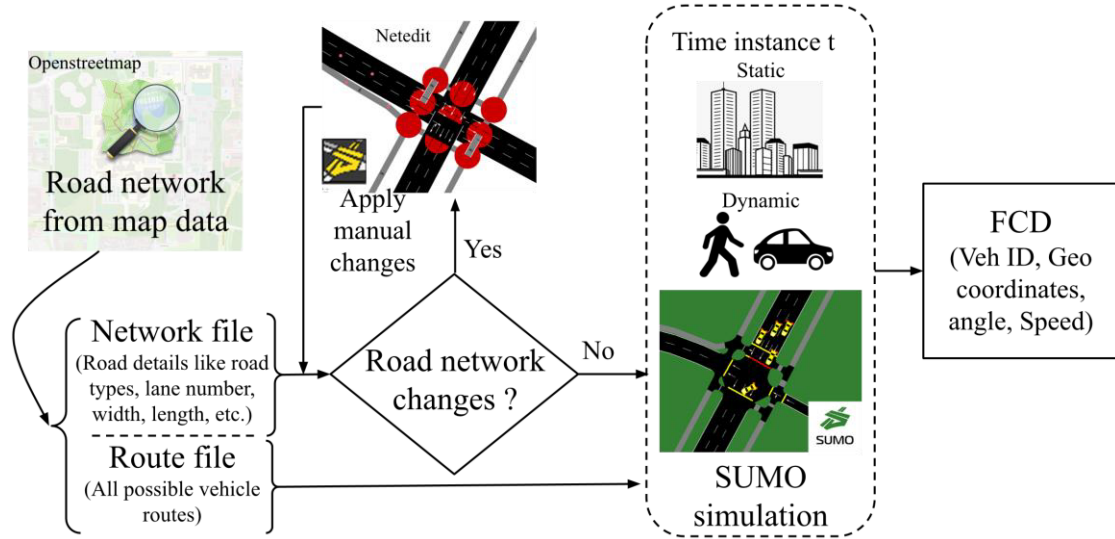 Openstreetmap
Road network
from map data
Netedit
Apply
manual
changes
Yes
Network file
(Road details like road
types, lane number,
width, length, etc.)
Route file
(All possible vehicle
routes)
Road network
changes ?
No
Time instance t
Static
Dynamic
SUMO
SUMO
simulation
FCD
(Veh ID, Geo
coordinates,
angle, Speed)